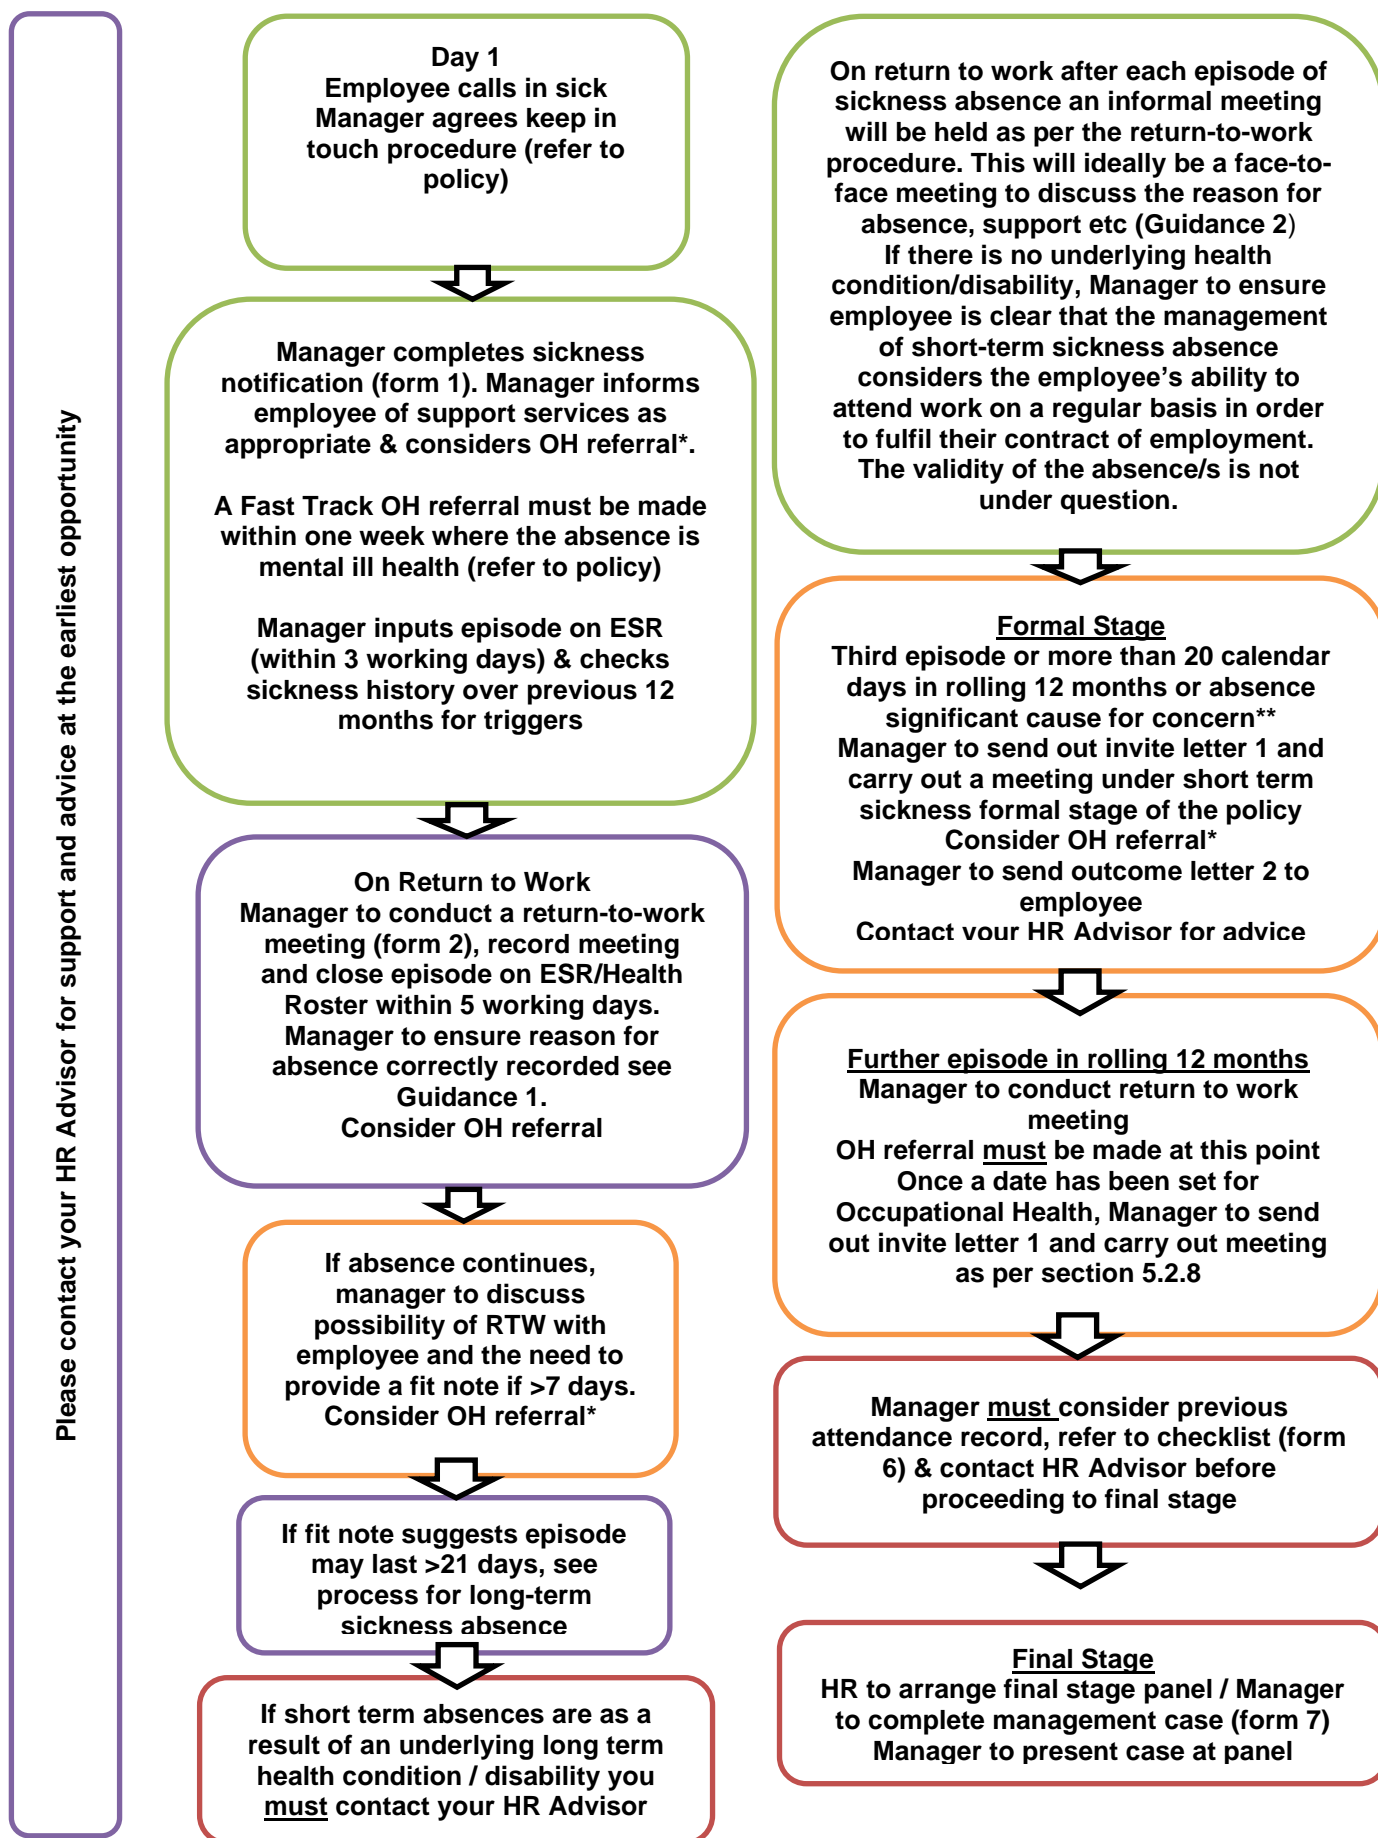 Please contact your HR Advisor for support and advice at the earliest opportunity
Day 1
Employee calls in sick
Manager agrees keep in
touch procedure (refer to
policy)
Manager completes sickness
notification (form 1). Manager informs
employee of support services as
appropriate & considers OH referral*.
A Fast Track OH referral must be made
within one week where the absence is
mental ill health (refer to policy)
Manager inputs episode on ESR
(within 3 working days) & checks
sickness history over previous 12
months for triggers
On Return to Work
Manager to conduct a return-to-work
meeting (form 2), record meeting
and close episode on ESR/Health
Roster within 5 working days.
Manager to ensure reason for
absence correctly recorded see
Guidance 1.
Consider OH referral
If absence continues,
manager to discuss
possibility of RTW with
employee and the need to
provide a fit note if >7 days.
Consider OH referral*
If fit note suggests episode
may last >21 days, see
process for long-term
sickness absence
If short term absences are as a
result of an underlying long term
health condition / disability you
must contact your HR Advisor
On return to work after each episode of
sickness absence an informal meeting
will be held as per the return-to-work
procedure. This will ideally be a face-to-
face meeting to discuss the reason for
absence, support etc (Guidance 2)
If there is no underlying health
condition/disability, Manager to ensure
employee is clear that the management
of short-term sickness absence
considers the employee’s ability to
attend work on a regular basis in order
to fulfil their contract of employment.
The validity of the absence/s is not
under question.
Formal Stage
Third episode or more than 20 calendar
days in rolling 12 months or absence
significant cause for concern**
Manager to send out invite letter 1 and
carry out a meeting under short term
sickness formal stage of the policy
Consider OH referral*
Manager to send outcome letter 2 to
employee
Contact your HR Advisor for advice
Further episode in rolling 12 months
Manager to conduct return to work
meeting
OH referral must be made at this point
Once a date has been set for
Occupational Health, Manager to send
out invite letter 1 and carry out meeting
as per section 5.2.8
Manager must consider previous
attendance record, refer to checklist (form
6) & contact HR Advisor before
proceeding to final stage
Final Stage
HR to arrange final stage panel / Manager
to complete management case (form 7)
Manager to present case at panel